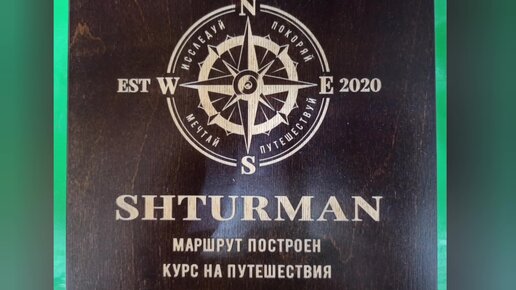 N
ИССЛЕДУЙ ПОКОРЯЙ
EST W E 2020
МЕЧТАЙ ПУТЕШЕСТВУЙ
S
SHTURMAN
МАРШРУТ ПОСТРОЕН
КУРС НА ПУТЕШЕСТВИЯ